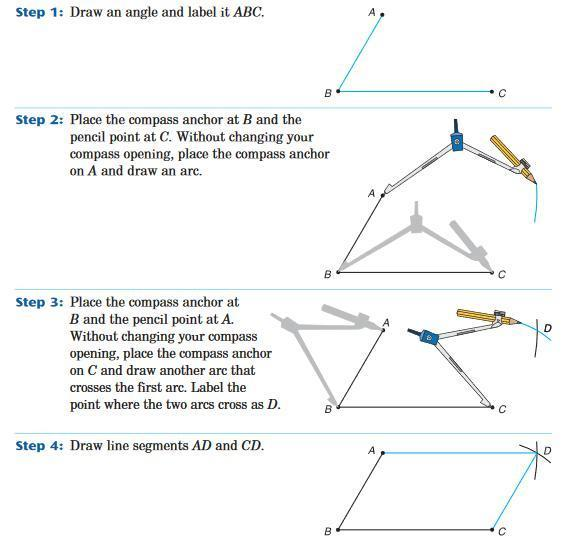 Step 1: Draw an angle and label it ABC.
A
B
C
Step 2: Place the compass anchor at B and the
pencil point at C. Without changing your
compass opening, place the compass anchor
on A and draw an arc.
A
B
C
Step 3: Place the compass anchor at
B and the pencil point at A.
Without changing your compass
opening, place the compass anchor
on C and draw another arc that
crosses the first arc. Label the
point where the two arcs cross as D.
A
D
B
C
Step 4: Draw line segments AD and CD.
A
D
B
C